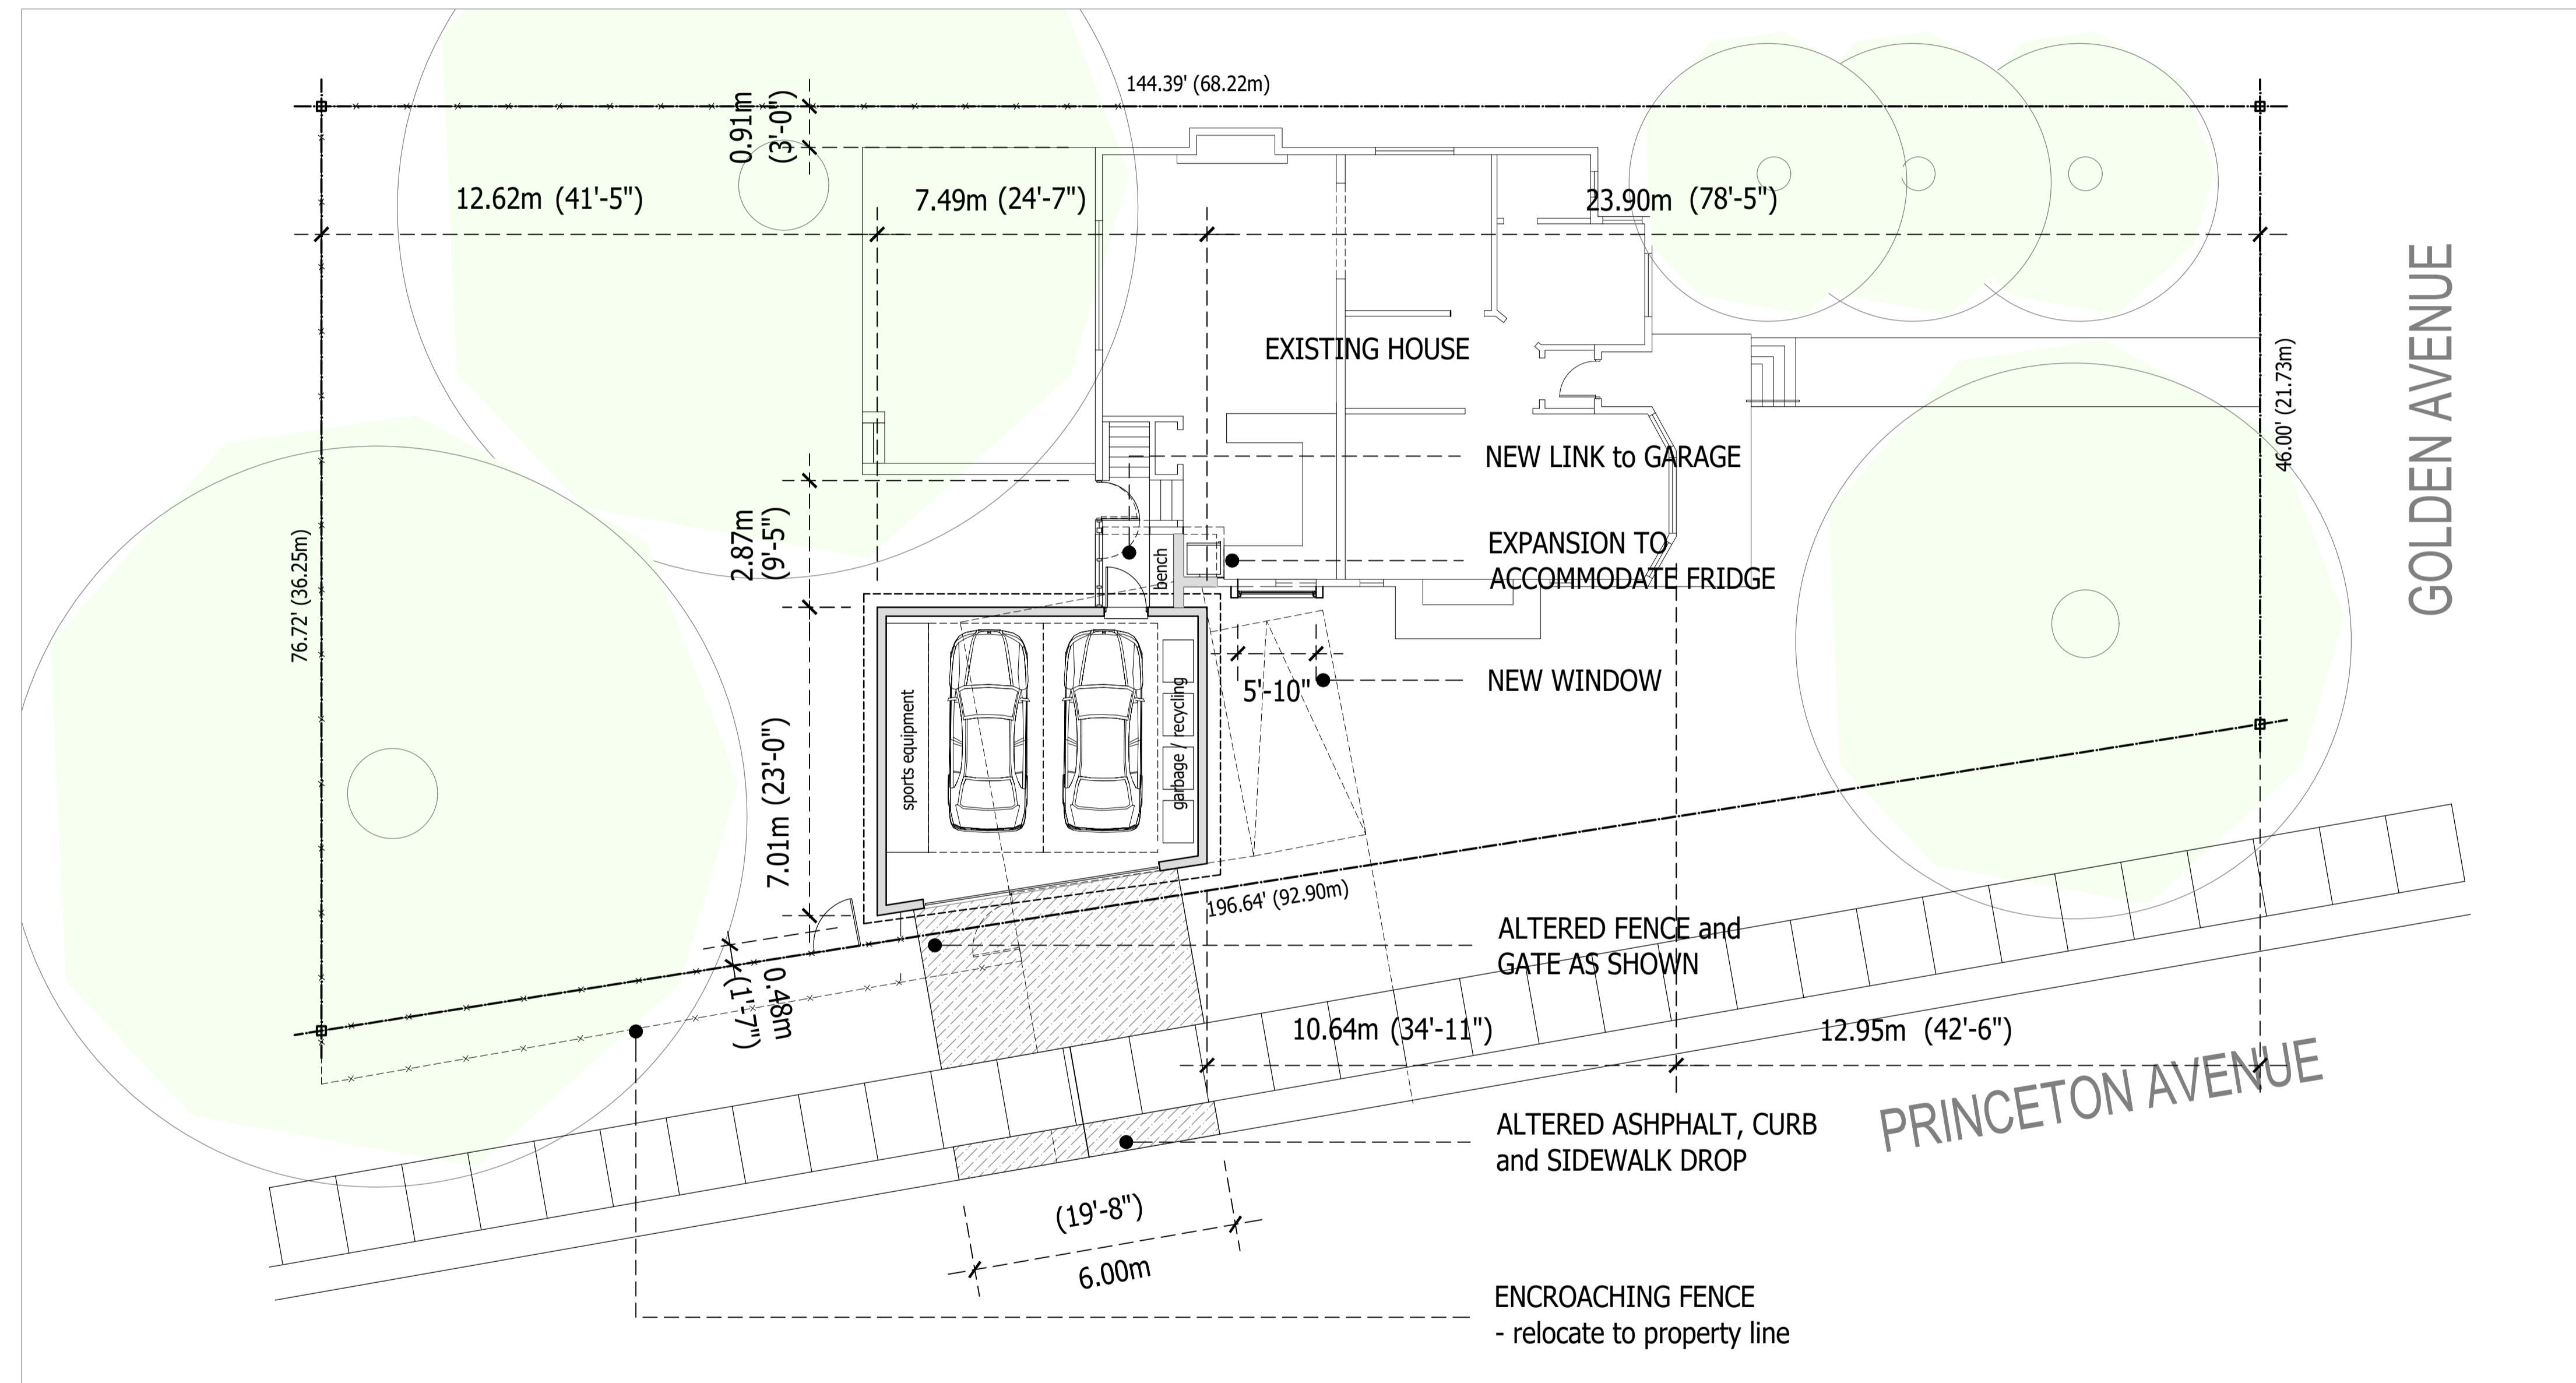 144.39' (68.22m)
0.91m
(3'-0")
12.62m (41'-5")
7.49m (24'-7")
23.90m (78'-5")
GOLDEN AVENUE
EXISTING HOUSE
46.00' (21.73m)
NEW LINK to GARAGE
76.72' (36.25m)
2.87m
(9'-5")
bench
EXPANSION TO
ACCOMMODATE FRIDGE
sports equipment
garbage / recycling
5'-10"
NEW WINDOW
7.01m (23'-0")
196.64' (92.90m)
ALTERED FENCE and
GATE AS SHOWN
0.48m
(1'-7")
10.64m (34'-11")
12.95m (42'-6")
PRINCETON AVENUE
ALTERED ASHPHALT, CURB
and SIDEWALK DROP
(19'-8")
6.00m
ENCROACHING FENCE
- relocate to property line